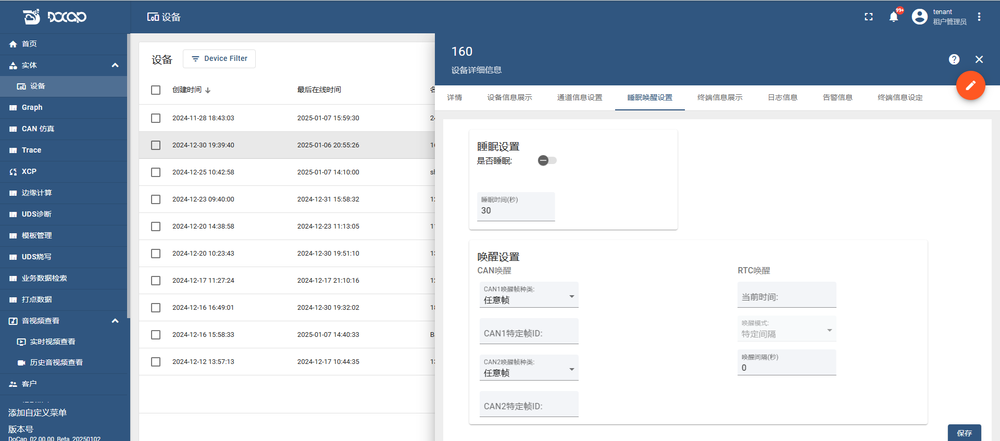 DOCAP
设备
99+
tenant
租户管理员
首页
实体
设备
Graph
CAN 仿真
Trace
XCP
边缘计算
UDS诊断
模板管理
UDS烧写
业务数据检索
打点数据
音视频查看
实时视频查看
历史音视频查看
客户
添加自定义菜单
版本号
DoCap_02.00.00_Beta_20250102
设备
Device Filter
创建时间 最后在线时间
2024-11-28 18:43:03 2025-01-07 15:59:30
2024-12-30 19:39:40 2025-01-06 20:55:26
2024-12-25 10:42:58 2025-01-07 14:10:00
2024-12-23 09:40:00 2024-12-31 15:58:32
2024-12-20 14:38:58 2024-12-23 11:13:05
2024-12-20 10:23:43 2024-12-30 19:51:10
2024-12-17 11:27:24 2024-12-17 21:10:16
2024-12-16 16:49:01 2024-12-30 19:32:02
2024-12-16 15:58:33 2025-01-07 14:40:33
2024-12-12 13:57:13 2024-12-17 10:44:35
160
设备详细信息
详情 设备信息展示 通道信息设置 睡眠唤醒设置 终端信息展示 日志信息 告警信息 终端信息设定
睡眠设置
是否睡眠:
睡眠时间(秒)
30
唤醒设置
CAN唤醒
CAN1唤醒帧种类:
任意帧
CAN1特定帧ID:
CAN2唤醒帧种类:
任意帧
CAN2特定帧ID:
RTC唤醒
当前时间:
唤醒模式:
特定间隔
唤醒间隔(秒)
0
保存